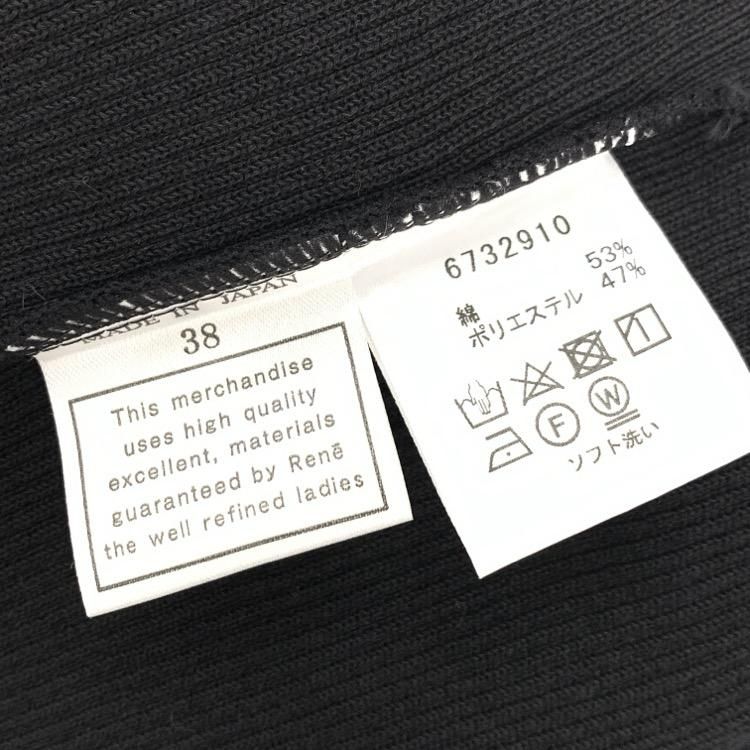 MADE IN JAPAN
38
This merchandise
uses high quality
excellent, materials
guaranteed by Renē
the well refined ladies
6732910
綿 53%
ポリエステル 47%
F W
ソフト洗い